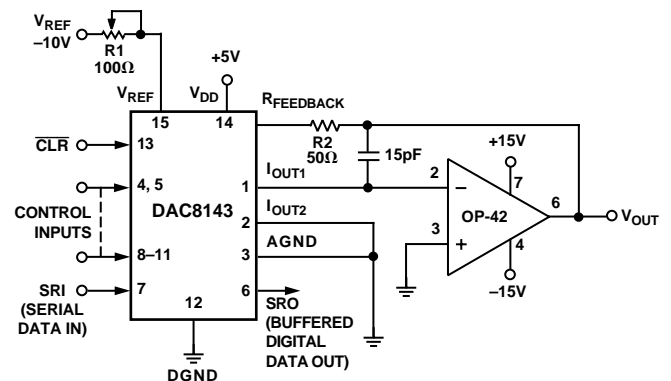 VREF
–10V
R1
100Ω
+5V
VREF
VDD
RFEEDBACK
15
14
R2
50Ω
15pF
+15V
CLR
13
IOUT1
4, 5
1
2
–
7
DAC8143
OP-42
6
VOUT
CONTROL
INPUTS
IOUT2
2
3
+
4
AGND
8–11
3
–15V
SRI
(SERIAL
DATA IN)
7
12
6
SRO
(BUFFERED
DIGITAL
DATA OUT)
DGND